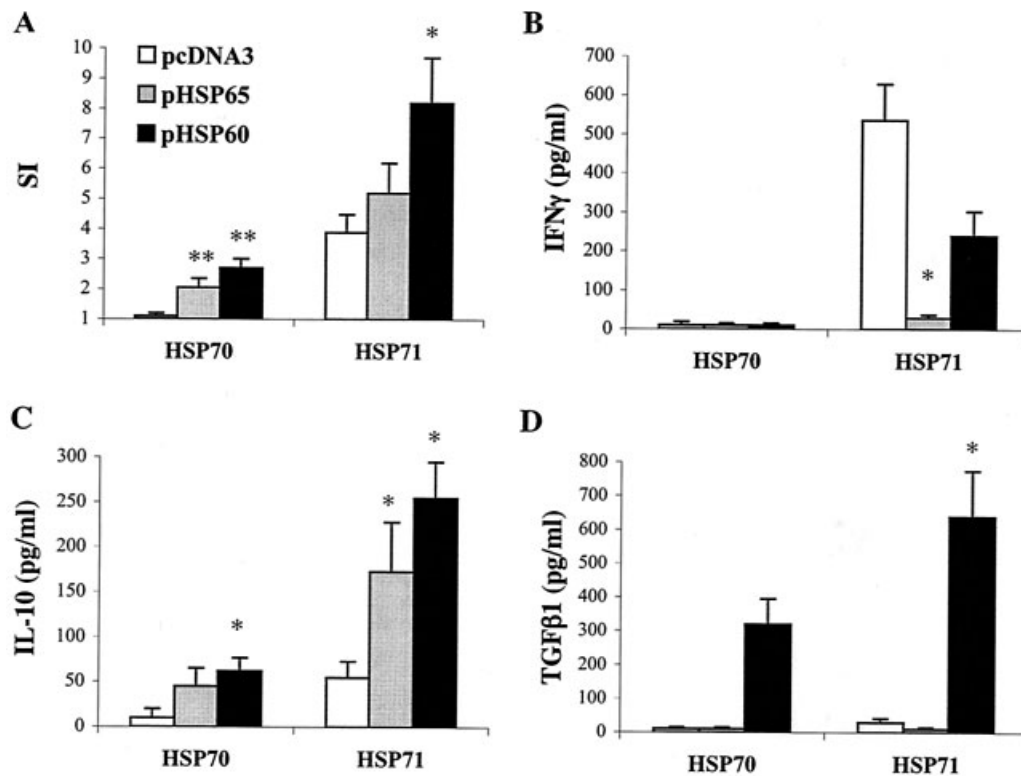 A
SI
10
9
8
7
6
5
4
3
2
1
pcDNA3
pHSP65
pHSP60
** ** *
HSP70 HSP71
B
IFNγ (pg/ml)
700
600
500
400
300
200
100
0
*
HSP70 HSP71
C
IL-10 (pg/ml)
300
250
200
150
100
50
0
* * *
HSP70 HSP71
D
TGFβ1 (pg/ml)
800
700
600
500
400
300
200
100
0
*
HSP70 HSP71